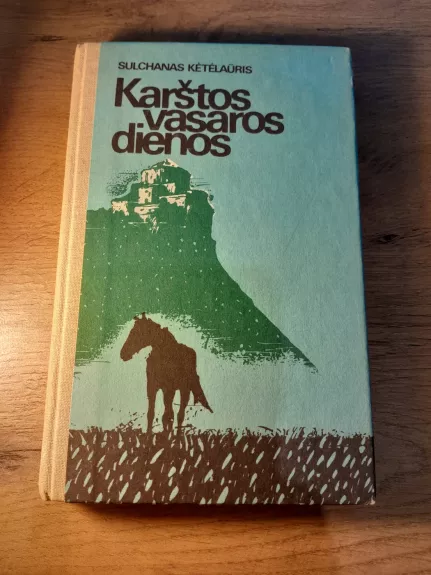 SULCHANAS KĖTĖLAŪRIS
Karštos
vasaros
dienos